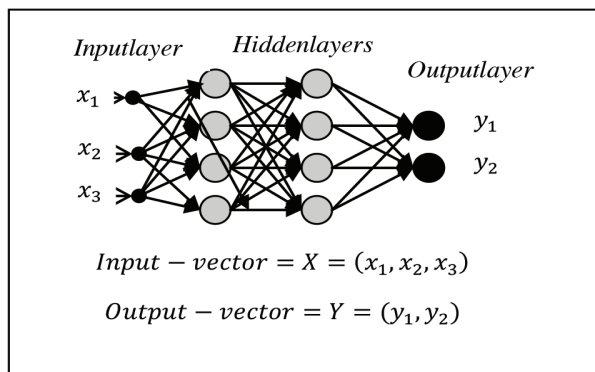 Inputlayer Hiddenlayers Outputlayer
x₁
x₂
x₃
y₁
y₂
Input − vector = X = (x₁, x₂, x₃)
Output − vector = Y = (y₁, y₂)